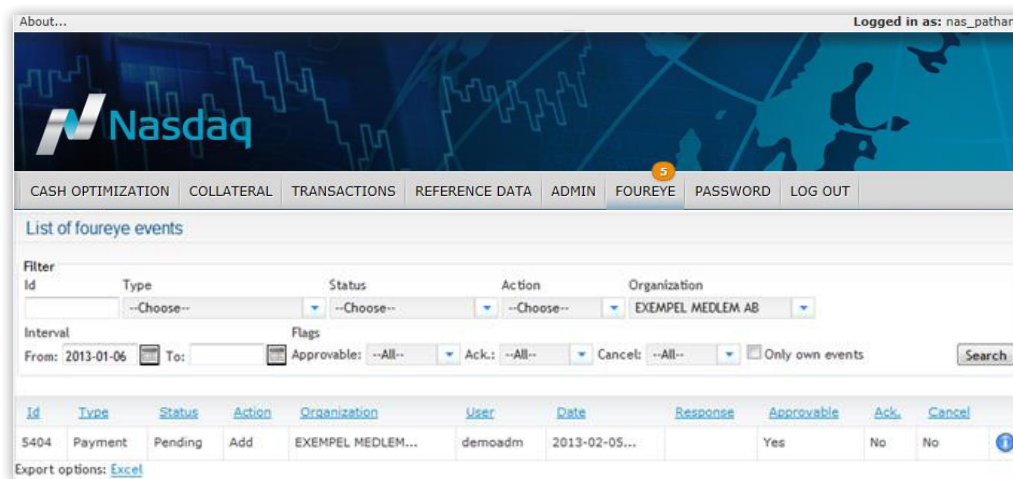 About... Logged in as: nas_pathar
Nasdaq
5
CASH OPTIMIZATION COLLATERAL TRANSACTIONS REFERENCE DATA ADMIN FOUREYE PASSWORD LOG OUT
List of foureye events
Filter
Id Type Status Action Organization
--Choose-- --Choose-- --Choose-- EXEMPEL MEDLEM AB
Interval Flags
From: 2013-01-06 To: Approvable: --All-- Ack.: --All-- Cancel: --All-- Only own events Search
Id Type Status Action Organization User Date Response Approvable Ack. Cancel
5404 Payment Pending Add EXEMPEL MEDLEM... demoadm 2013-02-05... Yes No No
Export options: Excel